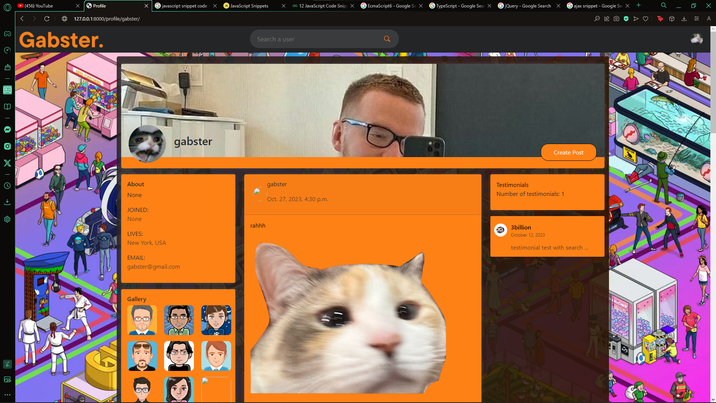 (416) YouTube
Profile
javascript snippet code
JavaScript Snippets
12 JavaScript Code Snip
EcmaScript6 - Google S
TypeScript - Google Se
jQuery - Google Search
ajax snippet - Google S
127.0.0.1:8000/profile/gabster/
Gabster.
Search a user
gabster
Create Post
About
None
JOINED:
None
LIVES:
New York, USA
EMAIL:
gabster@gmail.com
Gallery
gabster
Oct. 27, 2023, 4:30 p.m.
rahhh
Testimonials
Number of testimonials: 1
3billion
October 12, 2023
testimonial test with search ...